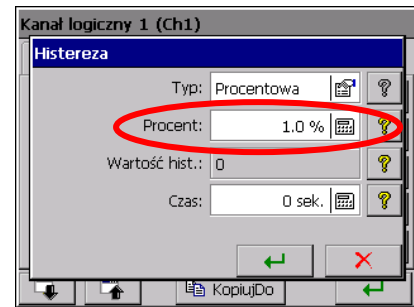 Kanał logiczny 1 (Ch1)
Histereza
Typ: Procentowa ?
Procent: 1.0 % ?
Wartość hist.: 0 ?
Czas: 0 sek. ?
KopiujDo